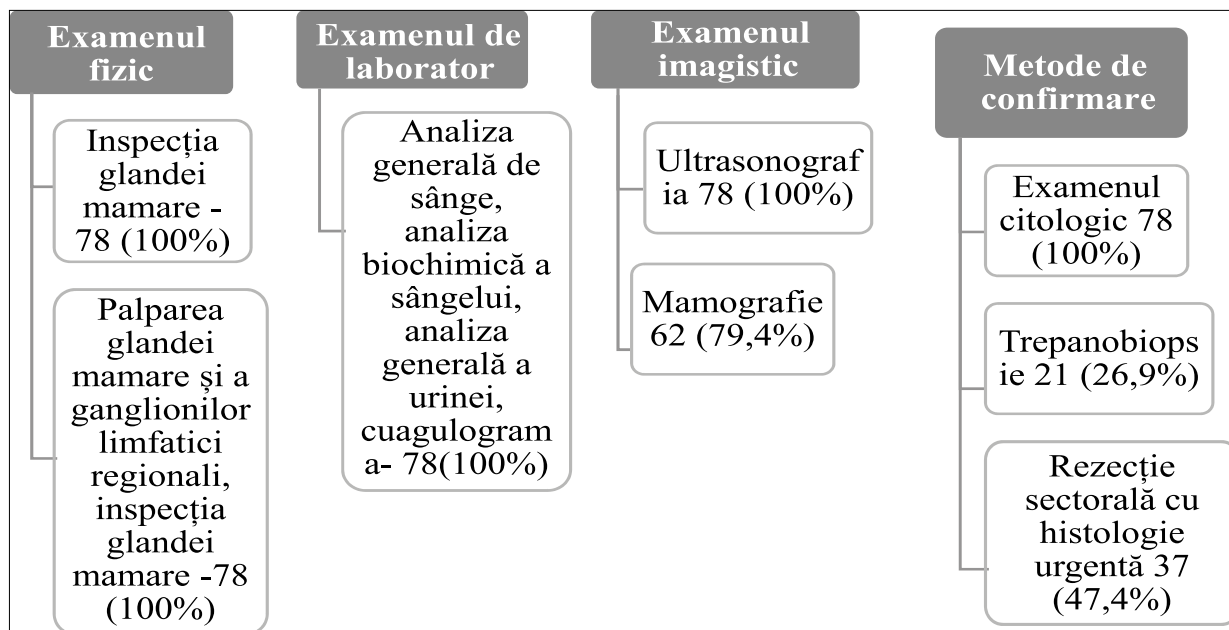 Examenul
fizic
Inspecția
glandei
mamare -
78 (100%)
Palparea
glandei
mamare și a
ganglionilor
limfatici
regionali,
inspecția
glandei
mamare -78
(100%)
Examenul de
laborator
Analiza
generală de
sânge,
analiza
biochimică a
sângelui,
analiza
generală a
urinei,
cuagulogram
a- 78(100%)
Examenul
imagistic
Ultrasonograf
ia 78 (100%)
Mamografie
62 (79,4%)
Metode de
confirmare
Examenul
citologic 78
(100%)
Trepanobiops
ie 21 (26,9%)
Rezecție
sectorală cu
histologie
urgentă 37
(47,4%)